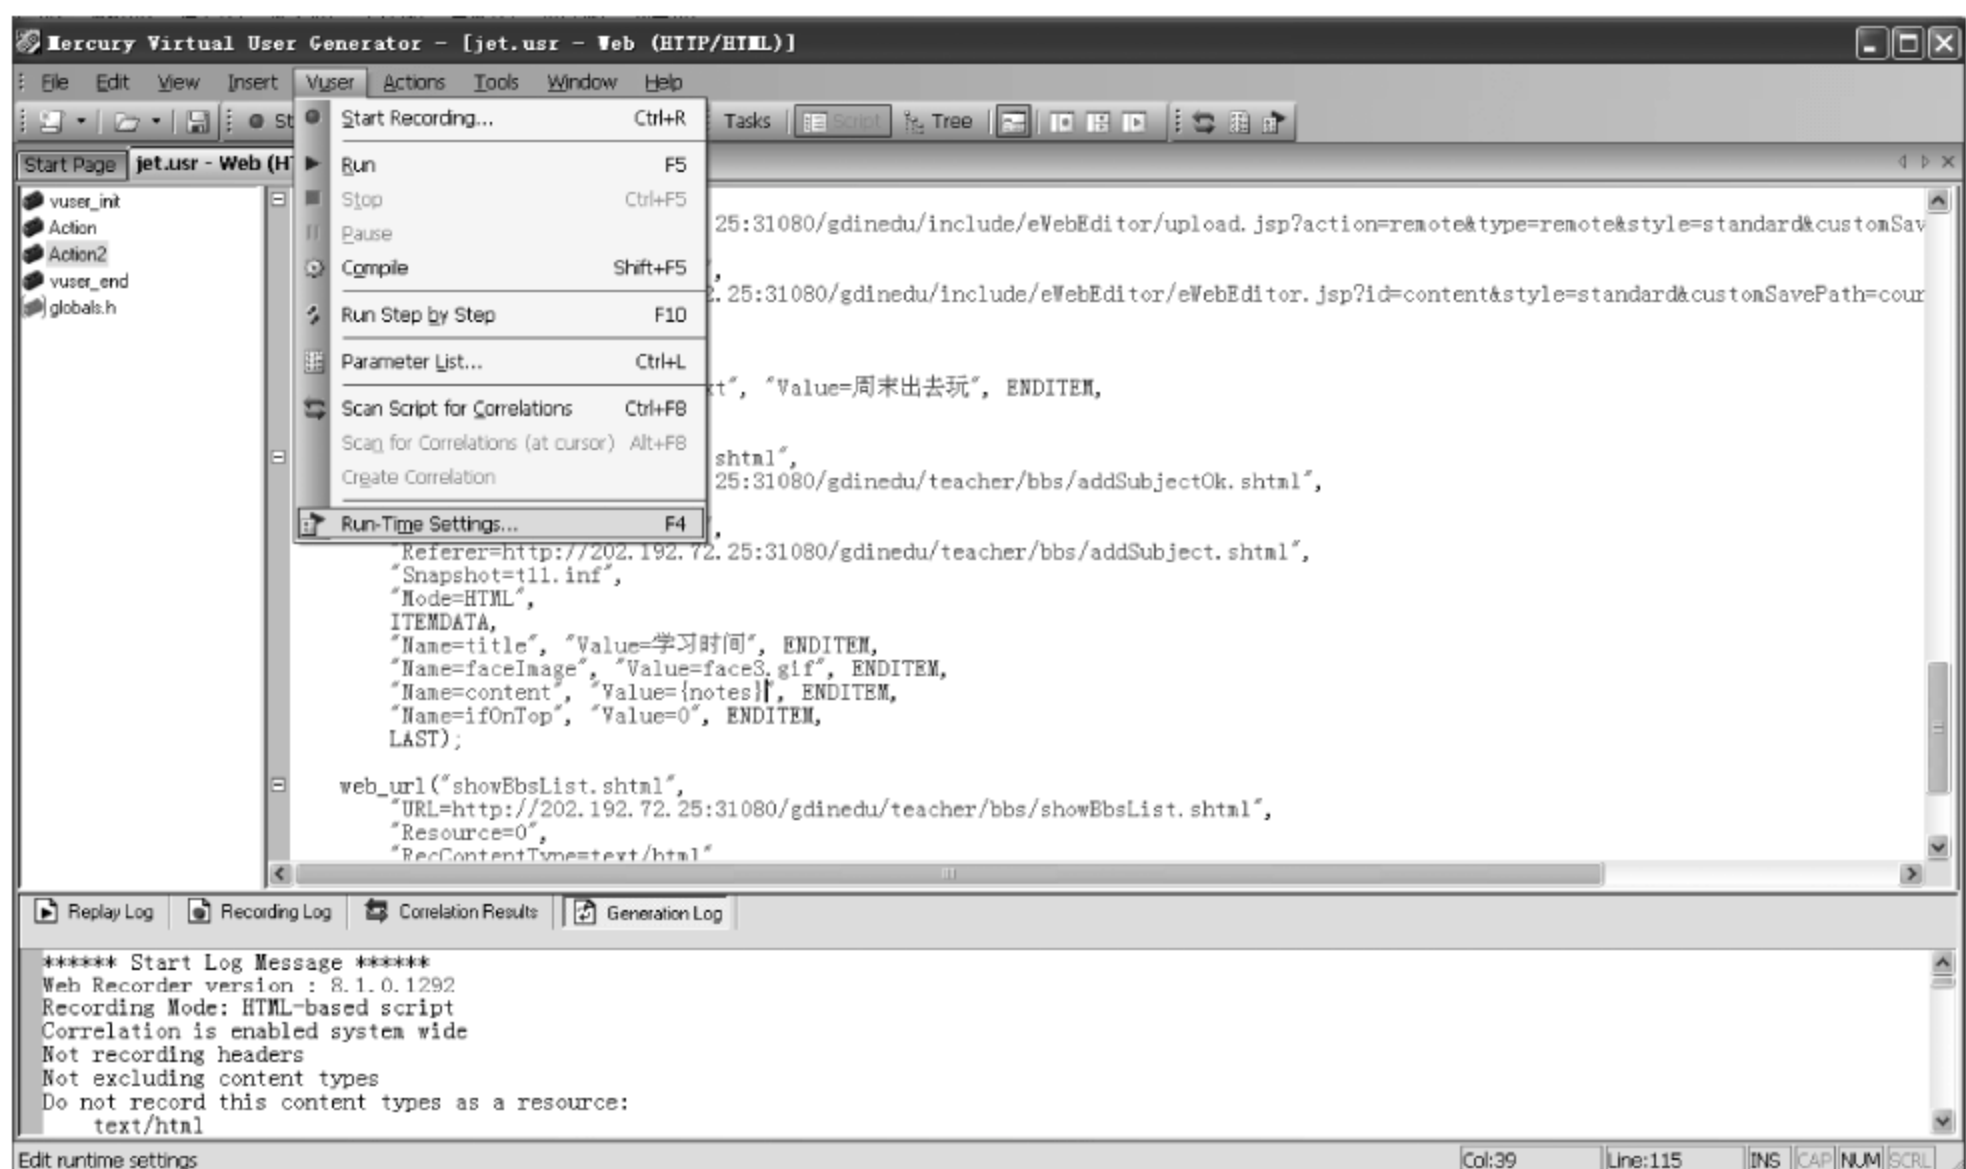 Mercury Virtual User Generator - [jet.usr - Web (HTTP/HTML)]
File Edit View Insert Vuser Actions Tools Window Help
St Tasks Script Tree
Start Page jet.usr - Web (HT
Start Recording... Ctrl+R
Run F5
Stop Ctrl+F5
Pause
Compile Shift+F5
Run Step by Step F10
Parameter List... Ctrl+L
Scan Script for Correlations Ctrl+F8
Scan for Correlations (at cursor) Alt+F8
Create Correlation
Run-Time Settings... F4
vuser_init
Action
Action2
vuser_end
globals.h
25:31080/gdinedu/include/eWebEditor/upload.jsp?action=remote&type=remote&style=standard&customSav
",
2.25:31080/gdinedu/include/eWebEditor/eWebEditor.jsp?id=content&style=standard&customSavePath=cour
xt", "Value=周末出去玩", ENDITEM,
shtml",
25:31080/gdinedu/teacher/bbs/addSubjectOk.shtml",
",
"Referer=http://202.192.72.25:31080/gdinedu/teacher/bbs/addSubject.shtml",
"Snapshot=t11.inf",
"Mode=HTML",
ITEMDATA,
"Name=title", "Value=学习时间", ENDITEM,
"Name=faceImage", "Value=face3.gif", ENDITEM,
"Name=content", "Value={notes}", ENDITEM,
"Name=ifOnTop", "Value=0", ENDITEM,
LAST);
web_url("showBbsList.shtml",
"URL=http://202.192.72.25:31080/gdinedu/teacher/bbs/showBbsList.shtml",
"Resource=0",
"RecContentType=text/html"
Replay Log Recording Log Correlation Results Generation Log
****** Start Log Message ******
Web Recorder version : 8.1.0.1292
Recording Mode: HTML-based script
Correlation is enabled system wide
Not recording headers
Not excluding content types
Do not record this content types as a resource:
text/html
Edit runtime settings Col:39 Line:115 INS CAP NUM SCRL